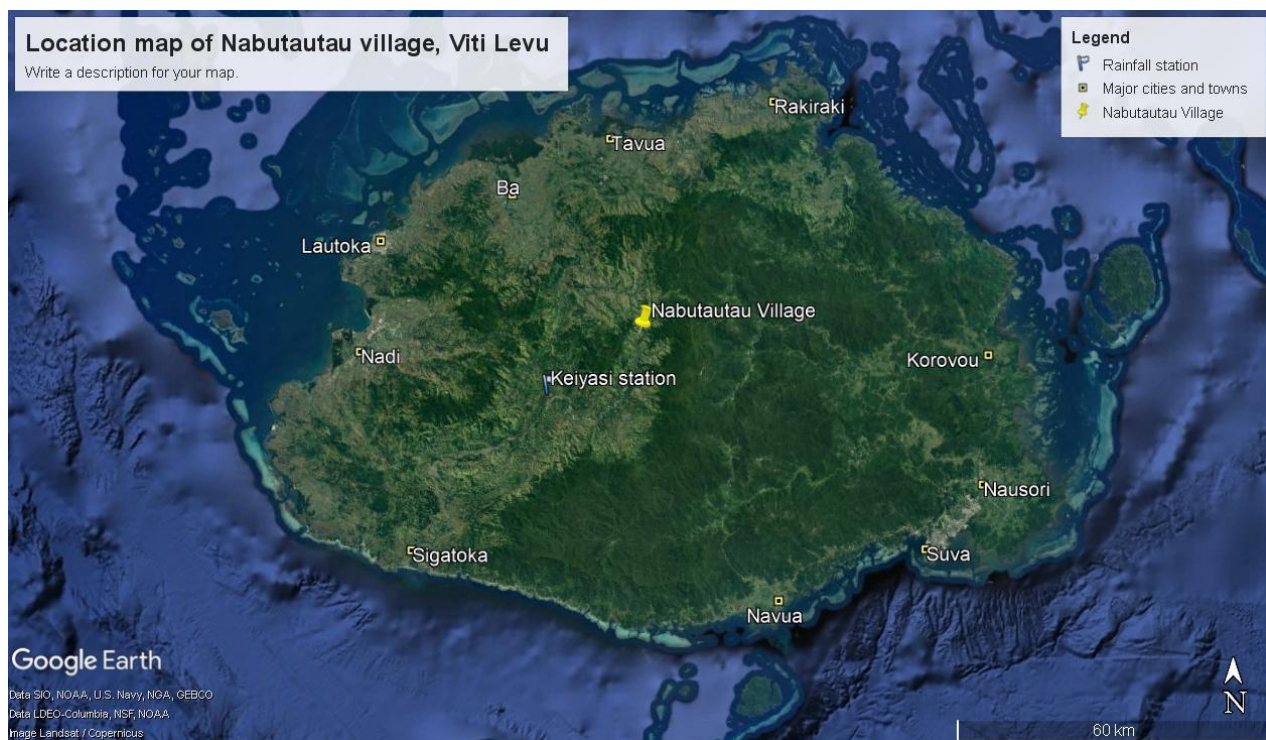 Location map of Nabutautau village, Viti Levu
Write a description for your map.
Legend
Rainfall station
Major cities and towns
Nabutautau Village
Rakiraki
Tavua
Ba
Lautoka
Nabutautau Village
Nadi
Korovou
Keiyasi station
Nausori
Sigatoka
Suva
Navua
Google Earth
Data SIO, NOAA, U.S. Navy, NGA, GEBCO
Data LDEO-Columbia, NSF, NOAA
Image Landsat / Copernicus
N
60 km